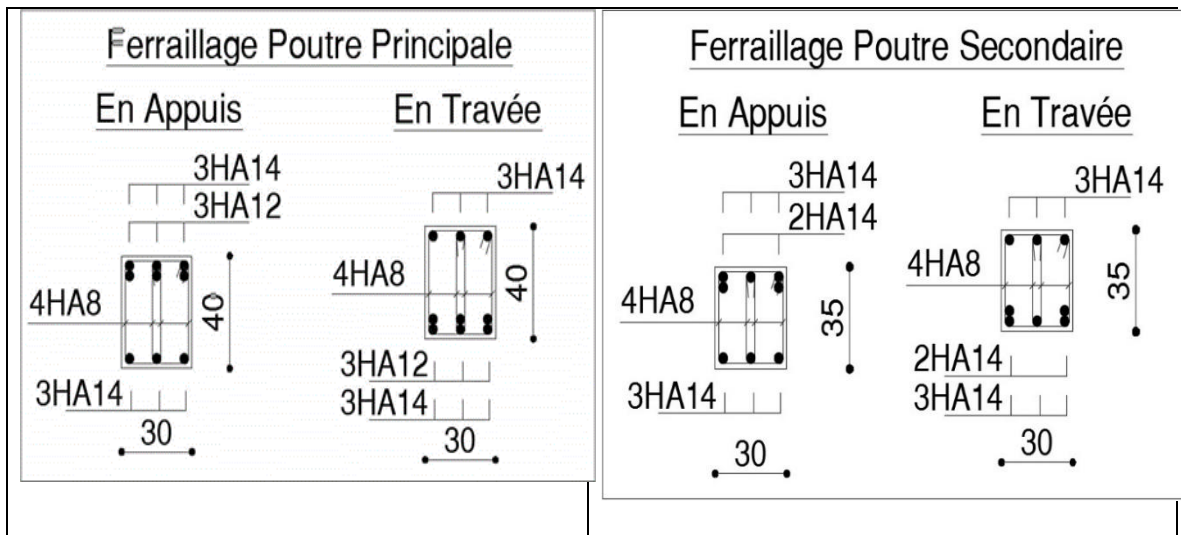 Ferraillage Poutre Principale
En Appuis
3HA14
3HA12
4HA8
40
3HA14
30
En Travée
3HA14
4HA8
40
3HA12
3HA14
30
Ferraillage Poutre Secondaire
En Appuis
3HA14
2HA14
4HA8
35
3HA14
30
En Travée
3HA14
4HA8
35
2HA14
3HA14
30